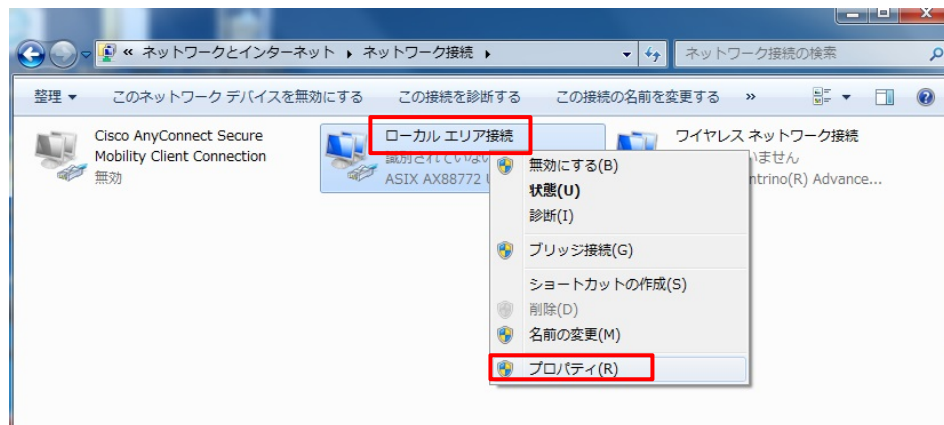 « ネットワークとインターネット ▸ ネットワーク接続 ▸
ネットワーク接続の検索
整理 ▼ このネットワーク デバイスを無効にする この接続を診断する この接続の名前を変更する »
Cisco AnyConnect Secure
Mobility Client Connection
無効
ローカル エリア接続
識別されていない
ASIX AX88772
ワイヤレス ネットワーク接続
いません
ntrino(R) Advance...
無効にする(B)
状態(U)
診断(I)
ブリッジ接続(G)
ショートカットの作成(S)
削除(D)
名前の変更(M)
プロパティ(R)